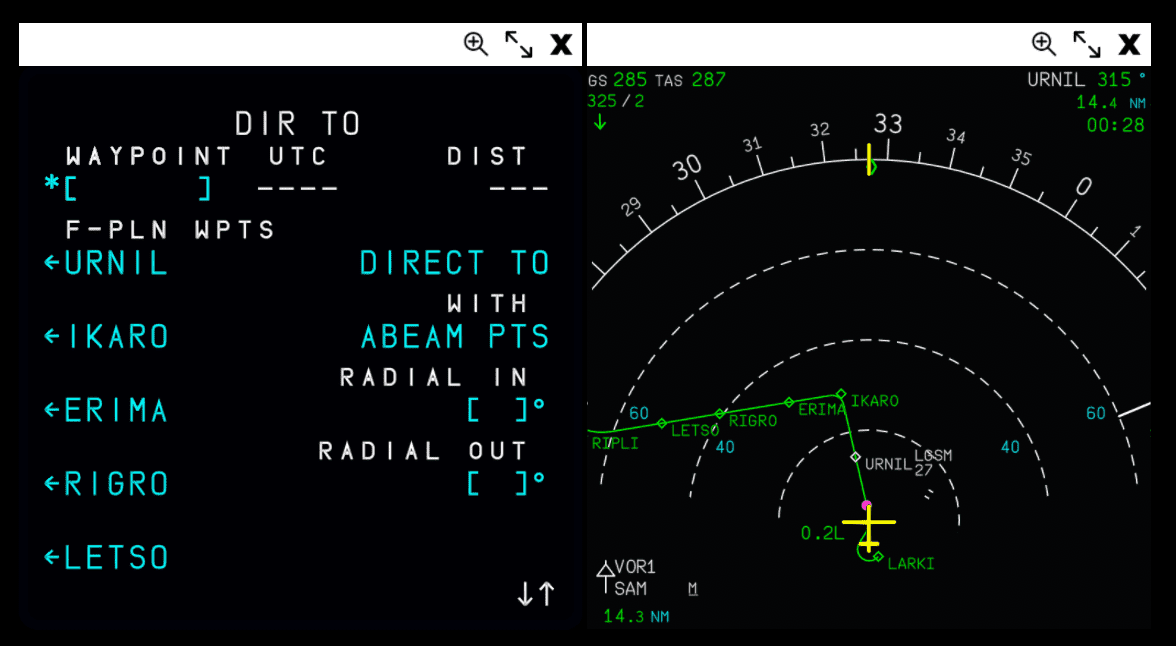 DIR TO
WAYPOINT UTC DIST
*[ ] ---- ---
F-PLN WPTS
←URNIL DIRECT TO
WITH
←IKARO ABEAM PTS
RADIAL IN
←ERIMA [ ]°
RADIAL OUT
←RIGRO [ ]°
←LETSO
↓↑
GS 285 TAS 287
325/2
URNIL 315°
14.4 NM
00:28
29
30
31
32
33
34
35
0
1
60
60
40
40
IKARO
ERIMA
RIGRO
LETSO
RIPLI
URNIL
LGSM
27
0.2L
LARKI
VOR1
SAM M
14.3 NM